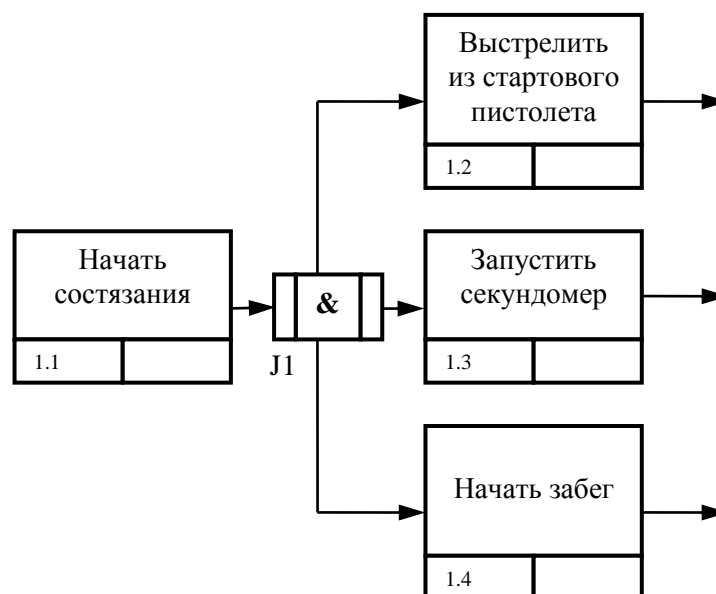 Выстрелить
из стартового
пистолета
1.2
Начать
состязания
1.1
&
J1
Запустить
секундомер
1.3
Начать забег
1.4